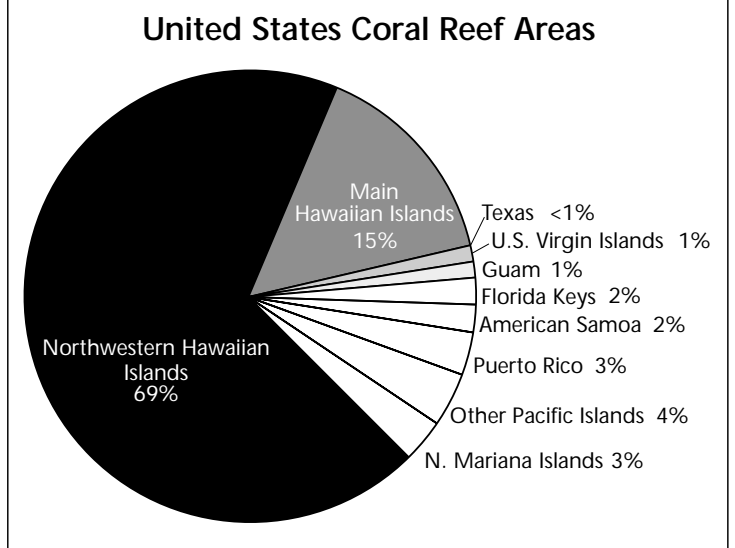 United States Coral Reef Areas
Main
Hawaiian Islands
15%
Texas <1%
U.S. Virgin Islands 1%
Guam 1%
Florida Keys 2%
American Samoa 2%
Puerto Rico 3%
Other Pacific Islands 4%
N. Mariana Islands 3%
Northwestern Hawaiian
Islands
69%